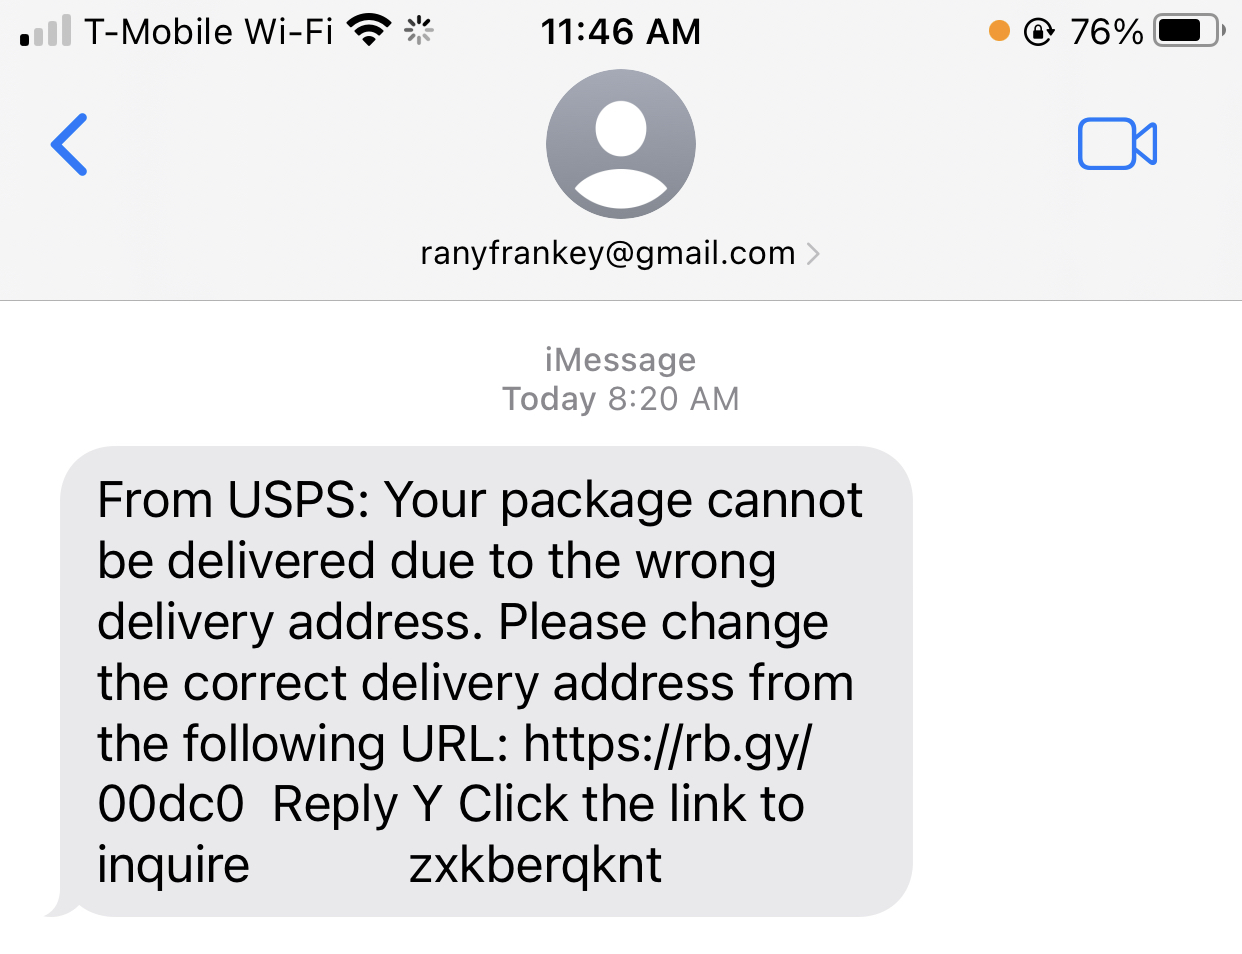 T-Mobile Wi-Fi 11:46 AM 76%
ranyfrankey@gmail.com
iMessage
Today 8:20 AM
From USPS: Your package cannot
be delivered due to the wrong
delivery address. Please change
the correct delivery address from
the following URL: https://rb.gy/
00dc0 Reply Y Click the link to
inquire zxkberqknt